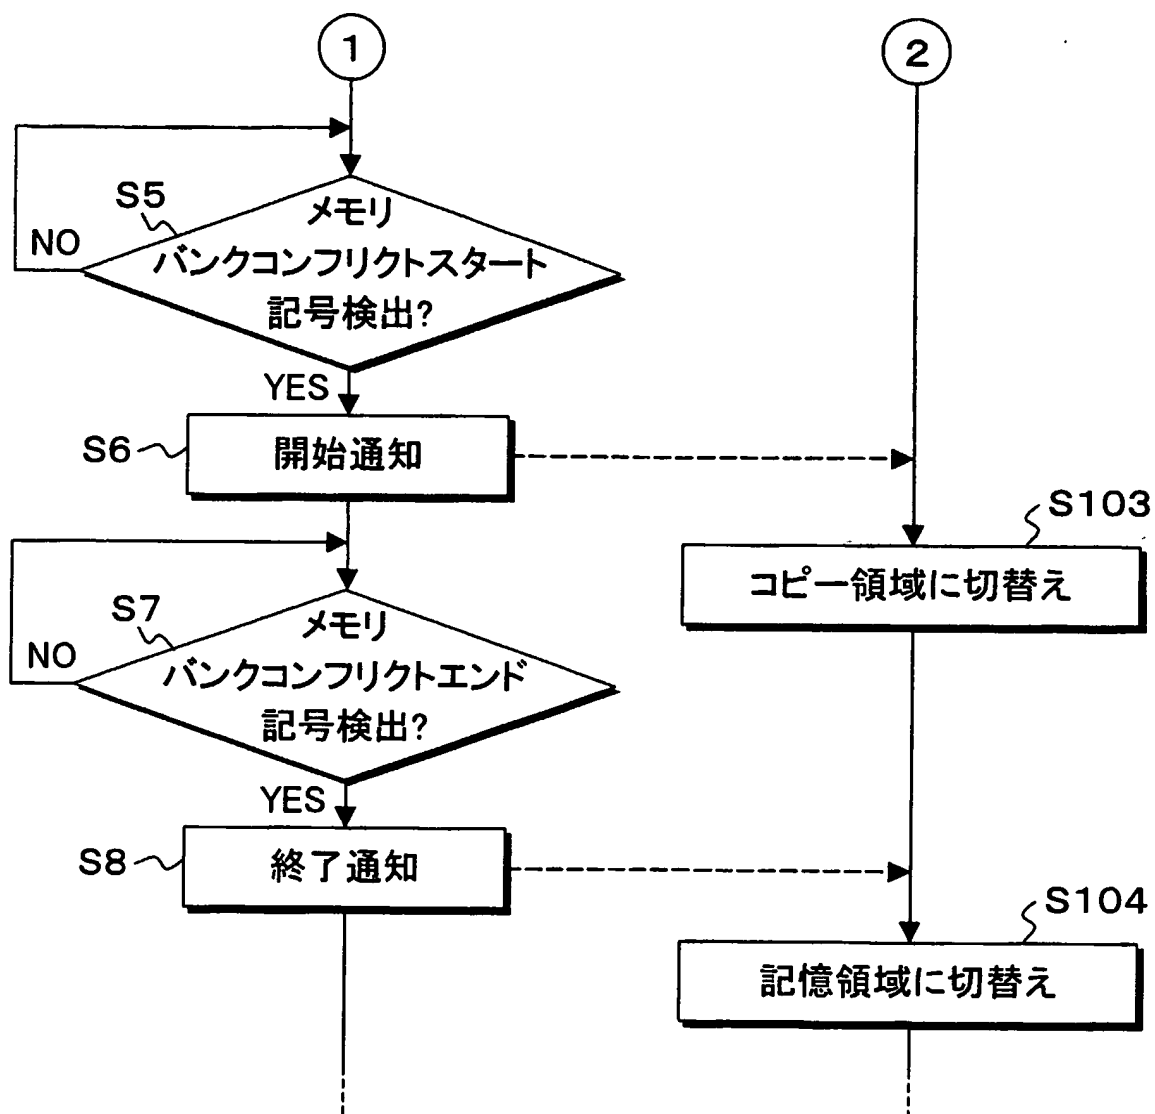 1
2
S5
NO
メモリ
バンクコンフリクトスタート
記号検出?
YES
S6
開始通知
S103
コピー領域に切替え
S7
NO
メモリ
バンクコンフリクトエンド
記号検出?
YES
S8
終了通知
S104
記憶領域に切替え